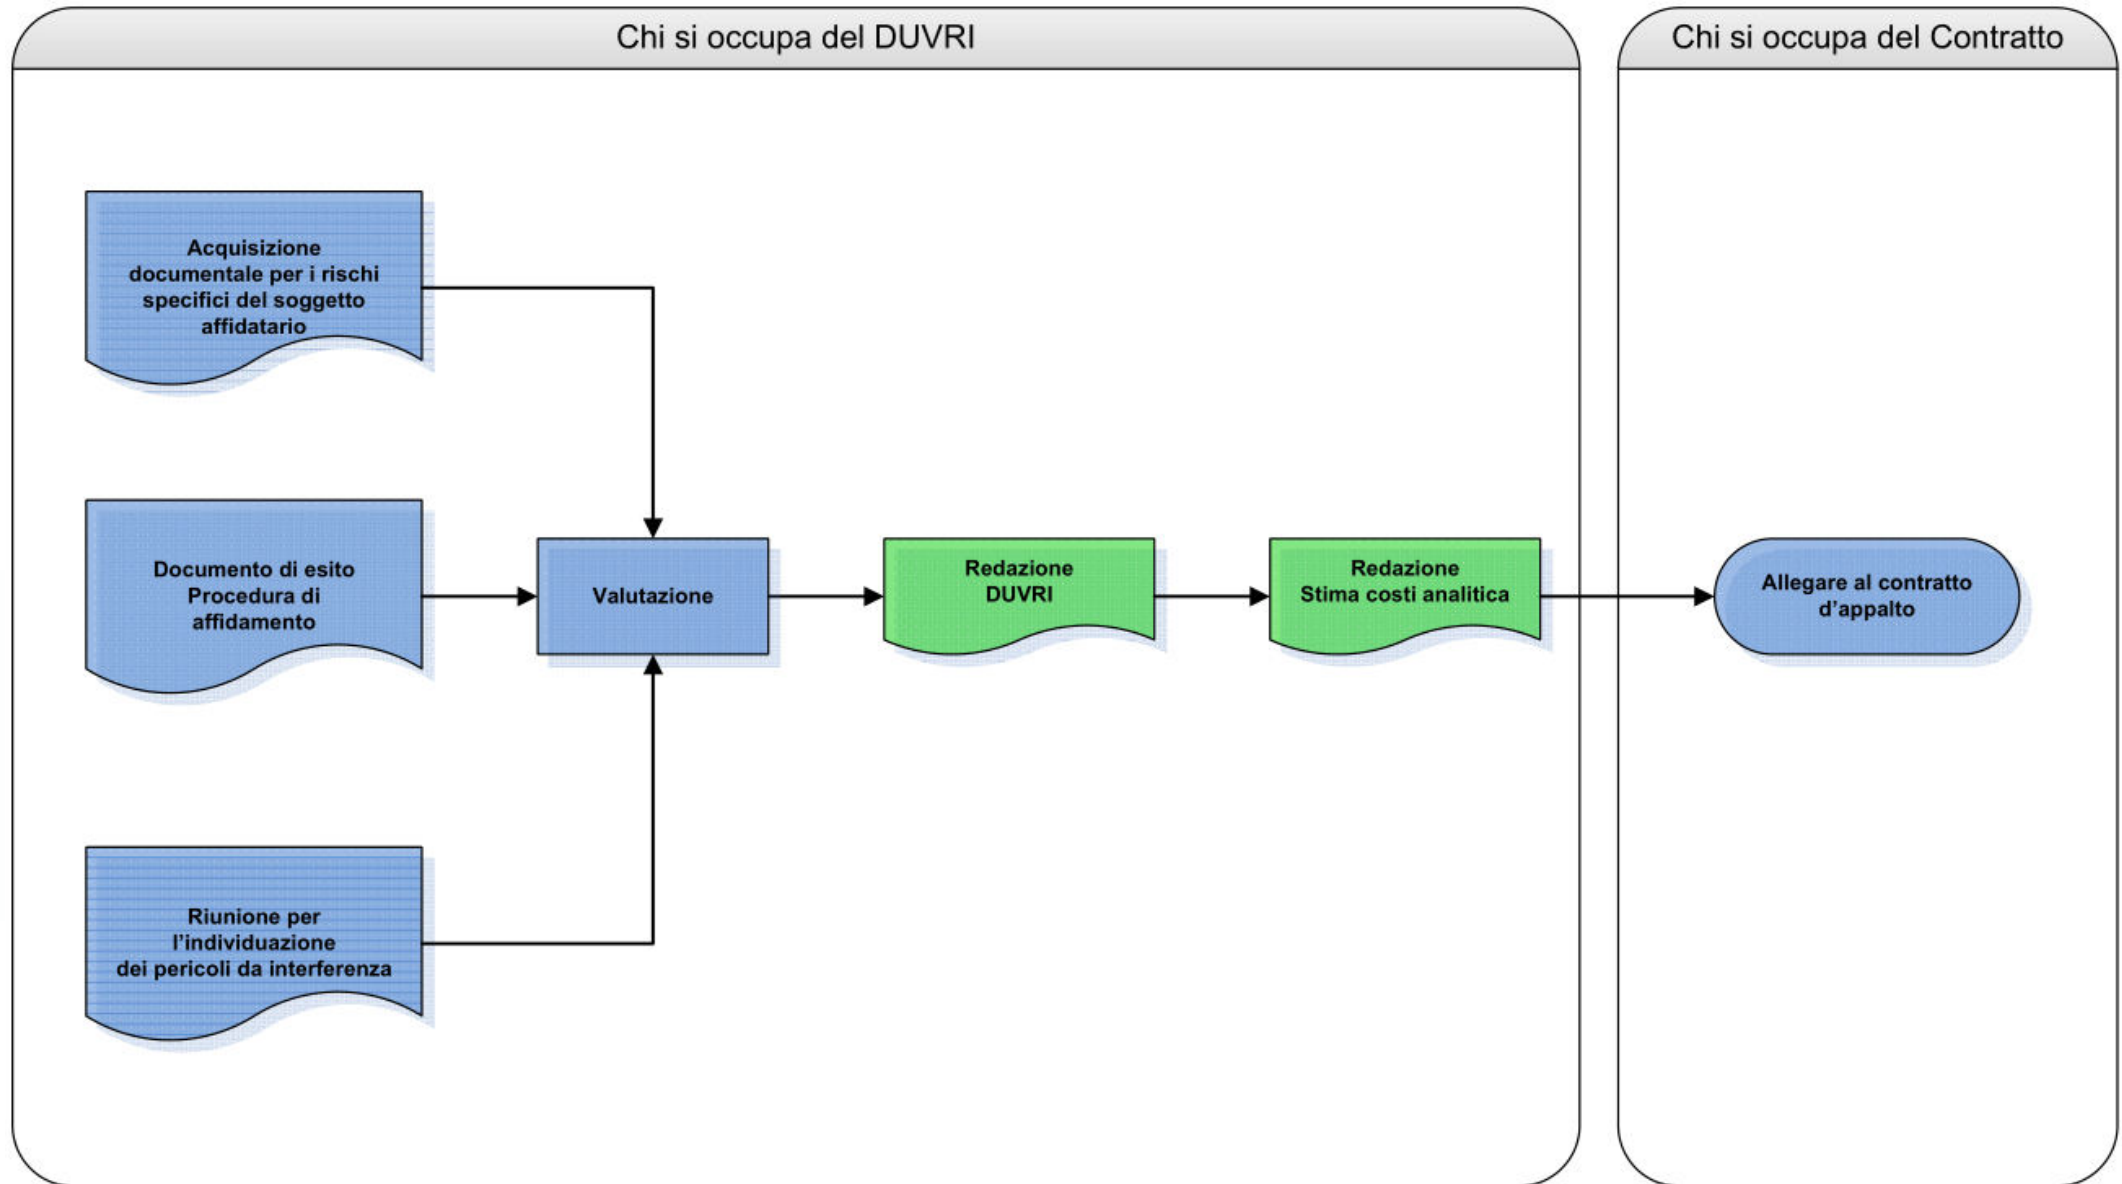 Chi si occupa del DUVRI
Chi si occupa del Contratto
Acquisizione
documentale per i rischi
specifici del soggetto
affidatario
Documento di esito
Procedura di
affidamento
Valutazione
Redazione
DUVRI
Redazione
Stima costi analitica
Allegare al contratto
d’appalto
Riunione per
l’individuazione
dei pericoli da interferenza